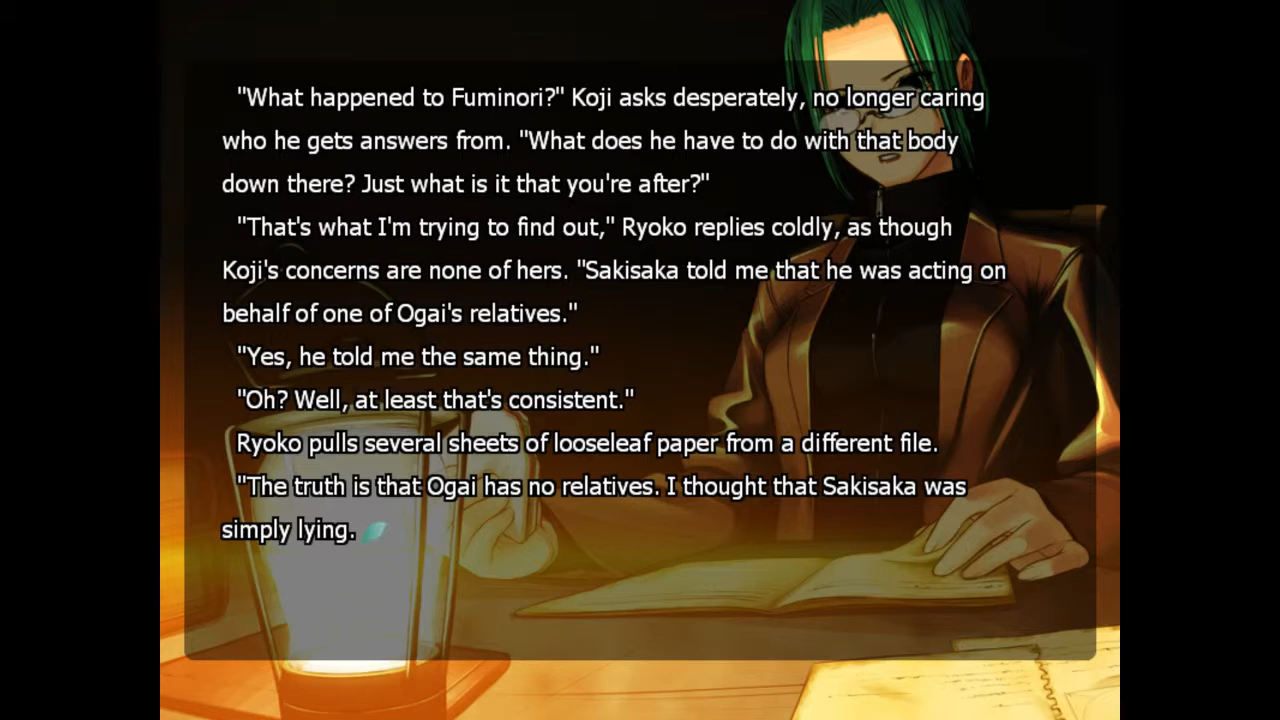 "What happened to Fuminori?" Koji asks desperately, no longer caring
who he gets answers from. "What does he have to do with that body
down there? Just what is it that you're after?"
"That's what I'm trying to find out," Ryoko replies coldly, as though
Koji's concerns are none of hers. "Sakisaka told me that he was acting on
behalf of one of Ogai's relatives."
"Yes, he told me the same thing."
"Oh? Well, at least that's consistent."
Ryoko pulls several sheets of looseleaf paper from a different file.
"The truth is that Ogai has no relatives. I thought that Sakisaka was
simply lying.